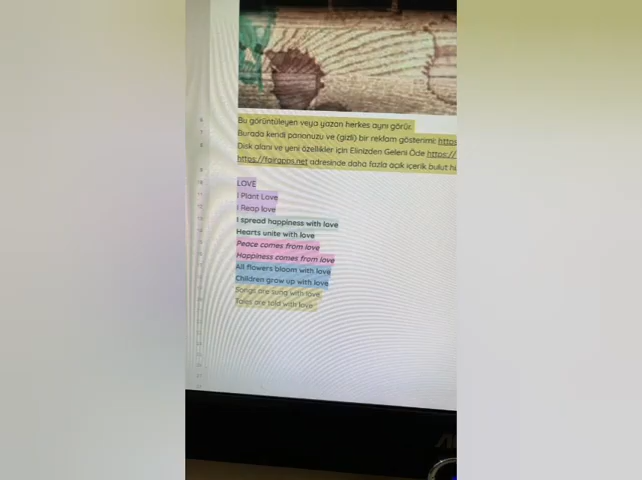 Bu görüntüleyen veya yazan herkes aynı görür.
Burada kendi panonuzu ve (gizli) bir reklam gösterimi: https
Disk alanı ve yeni özellikler için Elinizden Geleni Öde https://
https://fairapps.net adresinde daha fazla açık içerik bulut h
LOVE
I Plant Love
I Reap love
I spread happiness with love
Hearts unite with love
Peace comes from love
Happiness comes from love
All flowers bloom with love
Children grow up with love
Songs are sung with love
Tales are told with love